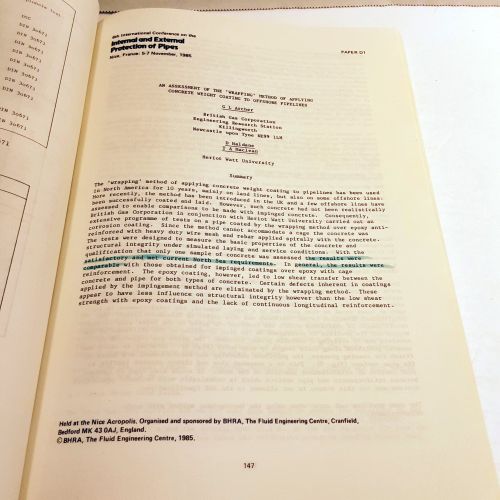 Discrete test
DSC
DIN 30671
DIN 30671
DIN 30671
DIN 30671
DIN 30671
DIN 30671
6th International Conference on the
Internal and External
Protection of Pipes
Nice, France: 5-7 November, 1985
PAPER D1
AN ASSESSMENT OF THE 'WRAPPING' METHOD OF APPLYING
CONCRETE WEIGHT COATING TO OFFSHORE PIPELINES
G L Archer
British Gas Corporation
Engineering Research Station
Killingworth
Newcastle upon Tyne NE99 1LH
D Haldane
I A Macleod
Heriot Watt University
Summary
The 'wrapping' method of applying concrete weight coating to pipelines has been used
in North America for 10 years, mainly on land lines, but also on some offshore lines.
More recently, the method has been introduced in the UK and a few offshore lines have
been successfully coated and laid. However, such concrete had not been realistically
assessed to enable comparisons to be made with impinged concrete. Consequently,
British Gas Corporation in conjunction with Heriot Watt University carried out an
extensive programme of tests on a pipe coated by the wrapping method over epoxy anti-
corrosion coating. Since the method cannot accommodate a cage the concrete was
reinforced with heavy duty wire mesh and rebar applied spirally with the concrete.
The tests were designed to measure the basic properties of the concrete and
structural integrity under simulated laying and service conditions. With the
qualification that only one sample of concrete was assessed the results were
satisfactory and met current North Sea requirements. In general, the results were
comparable with those obtained for impinged coatings over epoxy with cage
reinforcement. The epoxy coating, however, led to low shear transfer between the
concrete and pipe for both types of concrete. Certain defects inherent in coatings
applied by the impingement method are eliminated by the wrapping method. These
appear to have less influence on structural integrity however than the low shear
strength with epoxy coatings and the lack of continuous longitudinal reinforcement.
Held at the Nice Acropolis. Organised and sponsored by BHRA, The Fluid Engineering Centre, Cranfield,
Bedford MK 43 0AJ, England.
© BHRA, The Fluid Engineering Centre, 1985.
147